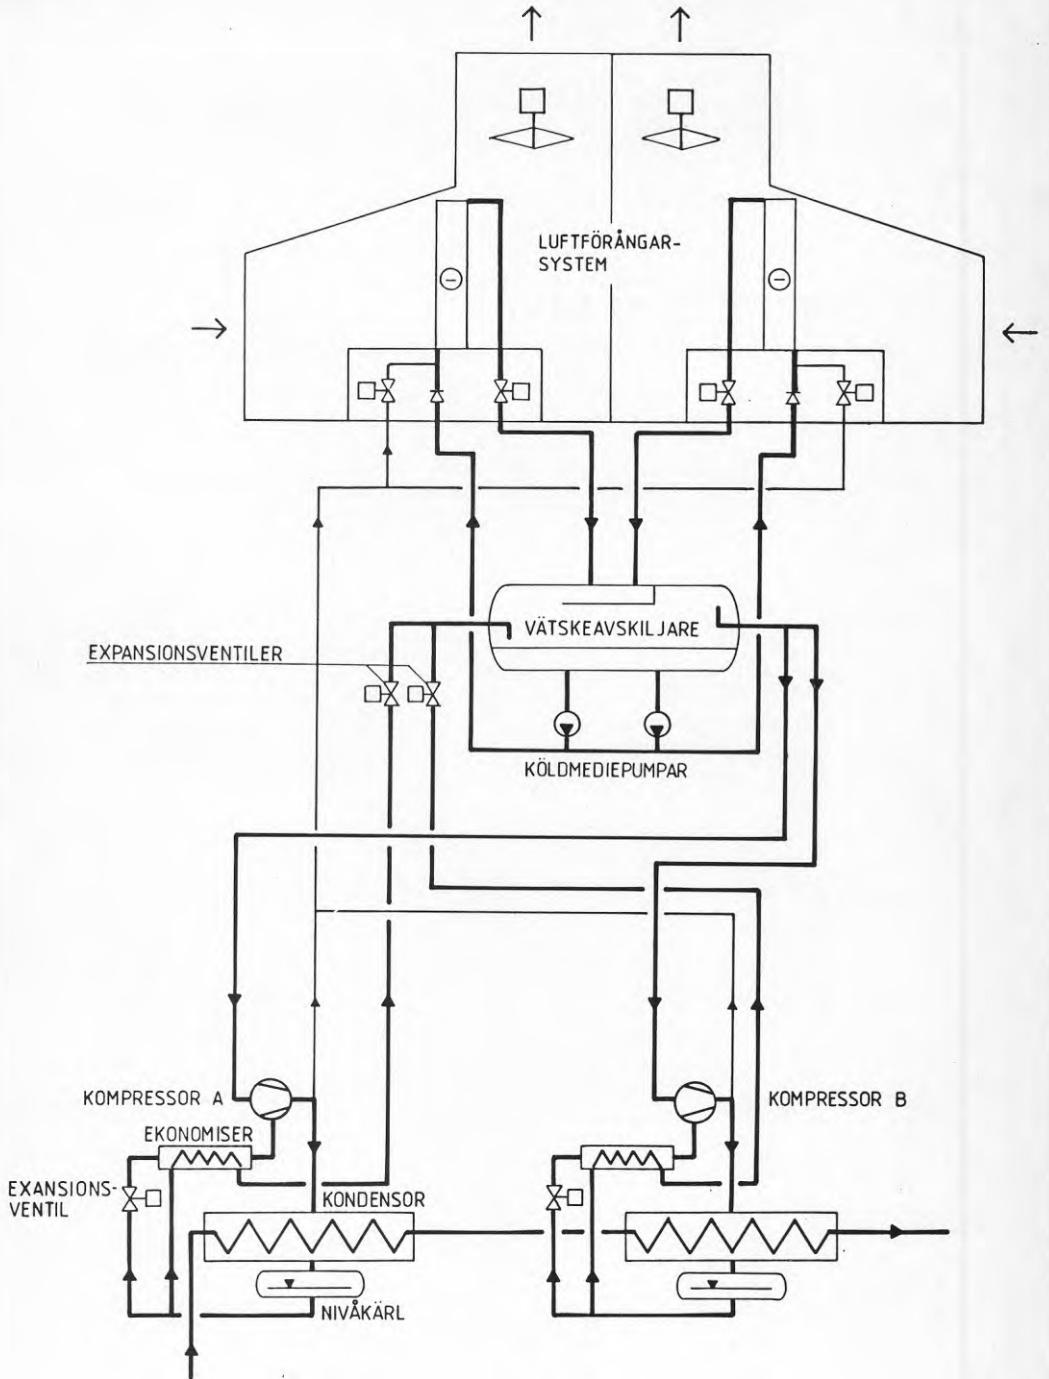 LUFTFÖRÅNGAR-
SYSTEM
VÄTSKEAVSKILJARE
EXPANSIONSVENTILER
KÖLDMEDIEPUMPAR
KOMPRESSOR A
KOMPRESSOR B
EKONOMISER
EXANSIONS-
VENTIL
KONDENSOR
NIVÅKÄRL